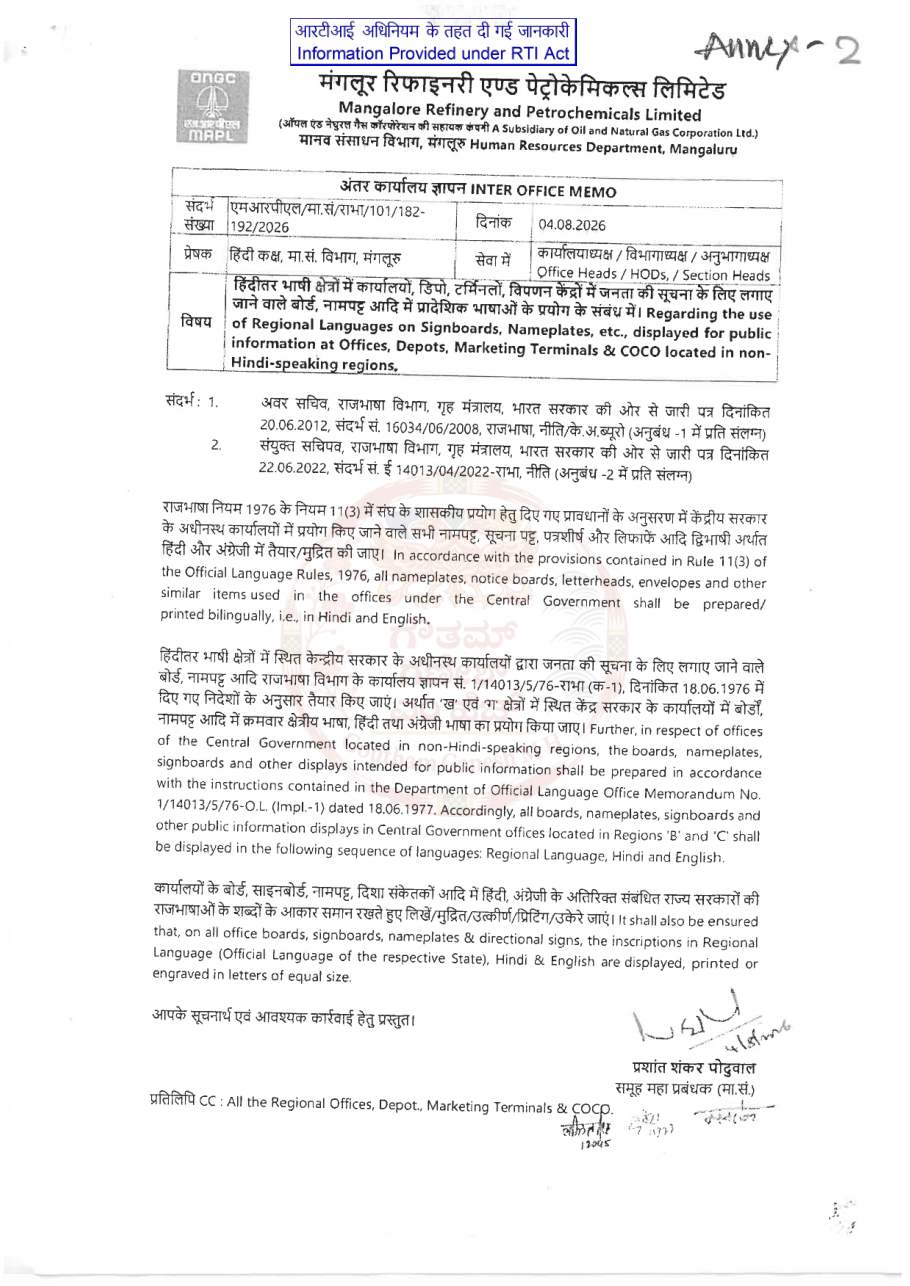 आरटीआई अधिनियम के तहत दी गई जानकारी
Information Provided under RTI Act
Annex - 2
ONGC
एमआरपीएल
MRPL
मंगलूर रिफाइनरी एण्ड पेट्रोकेमिकल्स लिमिटेड
Mangalore Refinery and Petrochemicals Limited
(ऑयल एंड नेचुरल गैस कॉरपोरेशन की सहायक कंपनी A Subsidiary of Oil and Natural Gas Corporation Ltd.)
मानव संसाधन विभाग, मंगलूरु Human Resources Department, Mangaluru
अंतर कार्यालय ज्ञापन INTER OFFICE MEMO
संदर्भ संख्या
एमआरपीएल/मा.सं/राभा/101/182-
192/2026
दिनांक
04.08.2026
प्रेषक
हिंदी कक्ष, मा.सं. विभाग, मंगलूरु
सेवा में
कार्यालयाध्यक्ष / विभागाध्यक्ष / अनुभागाध्यक्ष
Office Heads / HODs, / Section Heads
विषय
हिंदीतर भाषी क्षेत्रों में कार्यालयों, डिपो, टर्मिनलों, विपणन केंद्रों में जनता की सूचना के लिए लगाए
जाने वाले बोर्ड, नामपट्ट आदि में प्रादेशिक भाषाओं के प्रयोग के संबंध में। Regarding the use
of Regional Languages on Signboards, Nameplates, etc., displayed for public
information at Offices, Depots, Marketing Terminals & COCO located in non-
Hindi-speaking regions.
संदर्भ : 1. अवर सचिव, राजभाषा विभाग, गृह मंत्रालय, भारत सरकार की ओर से जारी पत्र दिनांकित
20.06.2012, संदर्भ सं. 16034/06/2008, राजभाषा, नीति/के.अ.ब्यूरो (अनुबंध -1 में प्रति संलग्न)
2. संयुक्त सचिपव, राजभाषा विभाग, गृह मंत्रालय, भारत सरकार की ओर से जारी पत्र दिनांकित
22.06.2022, संदर्भ सं. ई 14013/04/2022-राभा, नीति (अनुबंध -2 में प्रति संलग्न)
राजभाषा नियम 1976 के नियम 11(3) में संघ के शासकीय प्रयोग हेतु दिए गए प्रावधानों के अनुसरण में केंद्रीय सरकार
के अधीनस्थ कार्यालयों में प्रयोग किए जाने वाले सभी नामपट्ट, सूचना पट्ट, पत्रशीर्ष और लिफाफे आदि द्विभाषी अर्थात
हिंदी और अंग्रेजी में तैयार/मुद्रित की जाए। In accordance with the provisions contained in Rule 11(3) of
the Official Language Rules, 1976, all nameplates, notice boards, letterheads, envelopes and other
similar items used in the offices under the Central Government shall be prepared/
printed bilingually, i.e., in Hindi and English.
ಗೌತಮ್
हिंदीतर भाषी क्षेत्रों में स्थित केन्द्रीय सरकार के अधीनस्थ कार्यालयों द्वारा जनता की सूचना के लिए लगाए जाने वाले
बोर्ड, नामपट्ट आदि राजभाषा विभाग के कार्यालय ज्ञापन सं. 1/14013/5/76-राभा (क-1), दिनांकित 18.06.1976 में
दिए गए निदेशों के अनुसार तैयार किए जाएं। अर्थात 'ख' एवं 'ग' क्षेत्रों में स्थित केंद्र सरकार के कार्यालयों में बोर्डों,
नामपट्ट आदि में क्रमवार क्षेत्रीय भाषा, हिंदी तथा अंग्रेजी भाषा का प्रयोग किया जाए। Further, in respect of offices
of the Central Government located in non-Hindi-speaking regions, the boards, nameplates,
signboards and other displays intended for public information shall be prepared in accordance
with the instructions contained in the Department of Official Language Office Memorandum No.
1/14013/5/76-O.L. (Impl.-1) dated 18.06.1977. Accordingly, all boards, nameplates, signboards and
other public information displays in Central Government offices located in Regions 'B' and 'C' shall
be displayed in the following sequence of languages: Regional Language, Hindi and English.
कार्यालयों के बोर्ड, साइनबोर्ड, नामपट्ट, दिशा संकेतकों आदि में हिंदी, अंग्रेजी के अतिरिक्त संबंधित राज्य सरकारों की
राजभाषाओं के शब्दों के आकार समान रखते हुए लिखें/मुद्रित/उत्कीर्ण/प्रिटिंग/उकेरे जाएं। It shall also be ensured
that, on all office boards, signboards, nameplates & directional signs, the inscriptions in Regional
Language (Official Language of the respective State), Hindi & English are displayed, printed or
engraved in letters of equal size.
आपके सूचनार्थ एवं आवश्यक कार्रवाई हेतु प्रस्तुत।
प्रशांत शंकर पोदुवाल
समूह महा प्रबंधक (मा.सं.)
प्रतिलिपि CC : All the Regional Offices, Depot., Marketing Terminals & COCO.